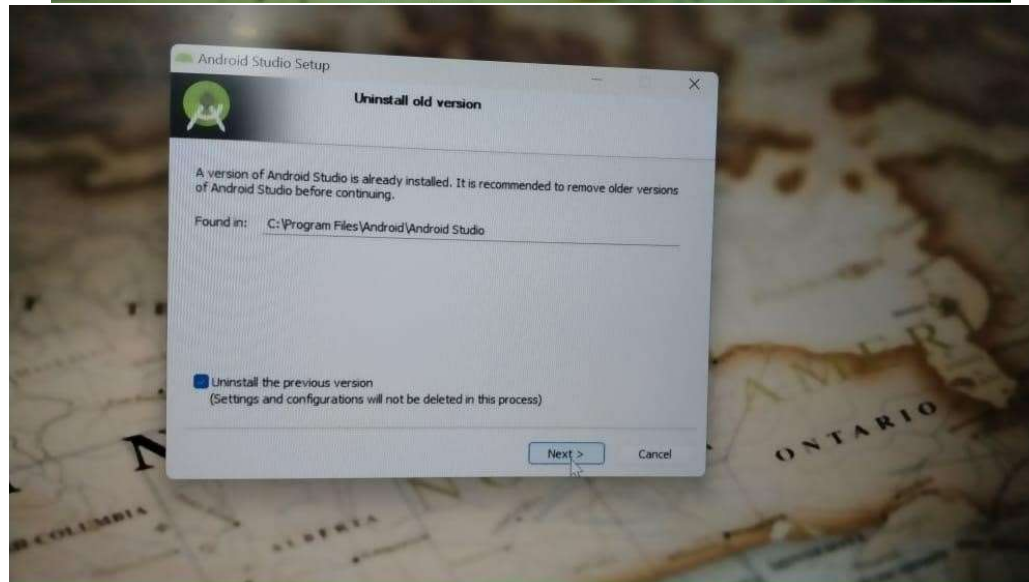 Android Studio Setup
Uninstall old version
A version of Android Studio is already installed. It is recommended to remove older versions
of Android Studio before continuing.
Found in: C:\Program Files\Android\Android Studio
Uninstall the previous version
(Settings and configurations will not be deleted in this process)
Next > Cancel
ONTARIO
ALBERTA